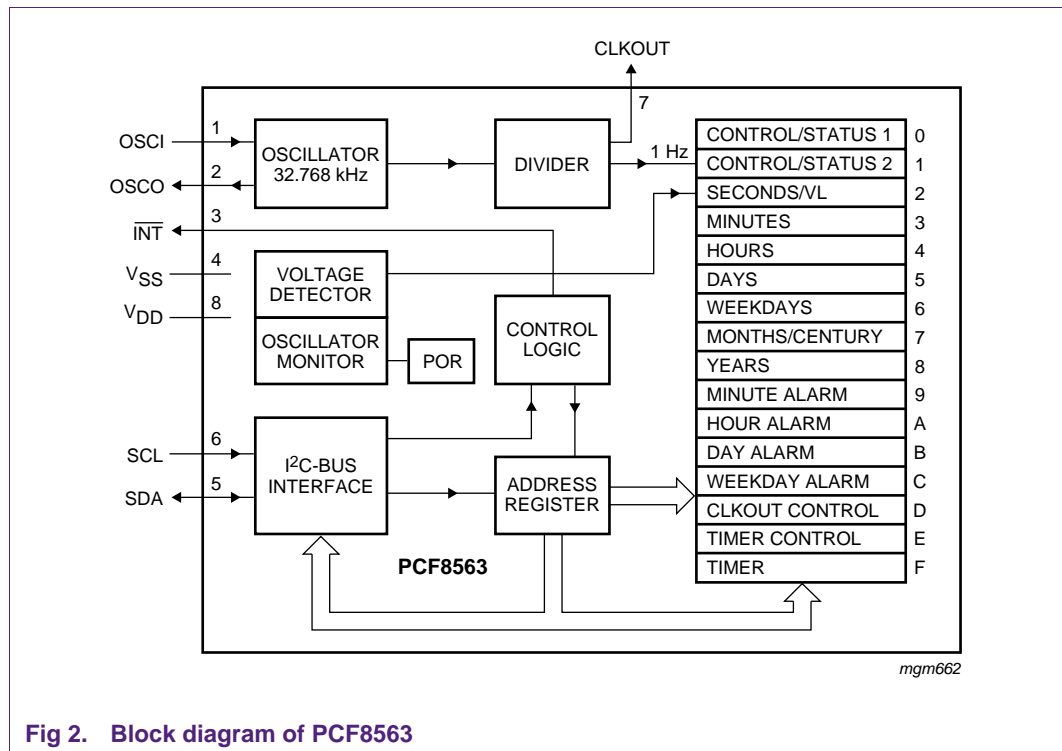 CLKOUT
7
OSCI
1
OSCO
2
INT
3
VSS
4
VDD
8
SCL
6
SDA
5
OSCILLATOR
32.768 kHz
DIVIDER
1 Hz
VOLTAGE
DETECTOR
OSCILLATOR
MONITOR
POR
CONTROL
LOGIC
I2C-BUS
INTERFACE
ADDRESS
REGISTER
PCF8563
CONTROL/STATUS 1 0
CONTROL/STATUS 2 1
SECONDS/VL 2
MINUTES 3
HOURS 4
DAYS 5
WEEKDAYS 6
MONTHS/CENTURY 7
YEARS 8
MINUTE ALARM 9
HOUR ALARM A
DAY ALARM B
WEEKDAY ALARM C
CLKOUT CONTROL D
TIMER CONTROL E
TIMER F
mgm662
Fig 2. Block diagram of PCF8563